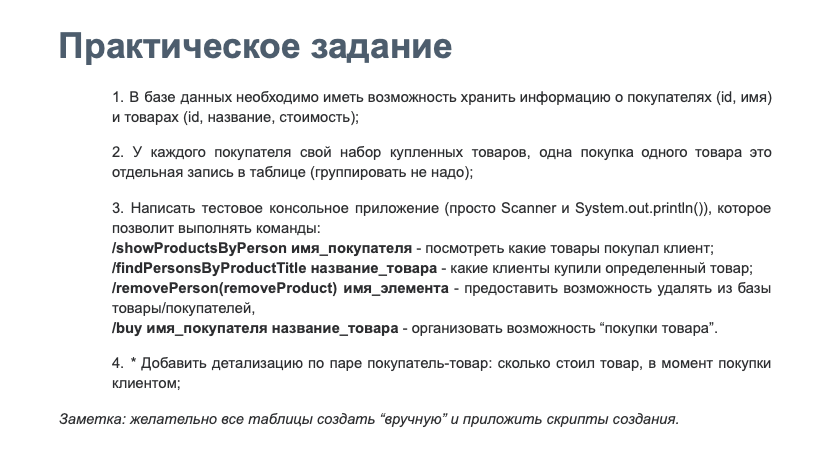 Практическое задание
1. В базе данных необходимо иметь возможность хранить информацию о покупателях (id, имя)
и товарах (id, название, стоимость);
2. У каждого покупателя свой набор купленных товаров, одна покупка одного товара это
отдельная запись в таблице (группировать не надо);
3. Написать тестовое консольное приложение (просто Scanner и System.out.println()), которое
позволит выполнять команды:
/showProductsByPerson имя_покупателя - посмотреть какие товары покупал клиент;
/findPersonsByProductTitle название_товара - какие клиенты купили определенный товар;
/removePerson(removeProduct) имя_элемента - предоставить возможность удалять из базы
товары/покупателей,
/buy имя_покупателя название_товара - организовать возможность “покупки товара”.
4. * Добавить детализацию по паре покупатель-товар: сколько стоил товар, в момент покупки
клиентом;
Заметка: желательно все таблицы создать “вручную” и приложить скрипты создания.